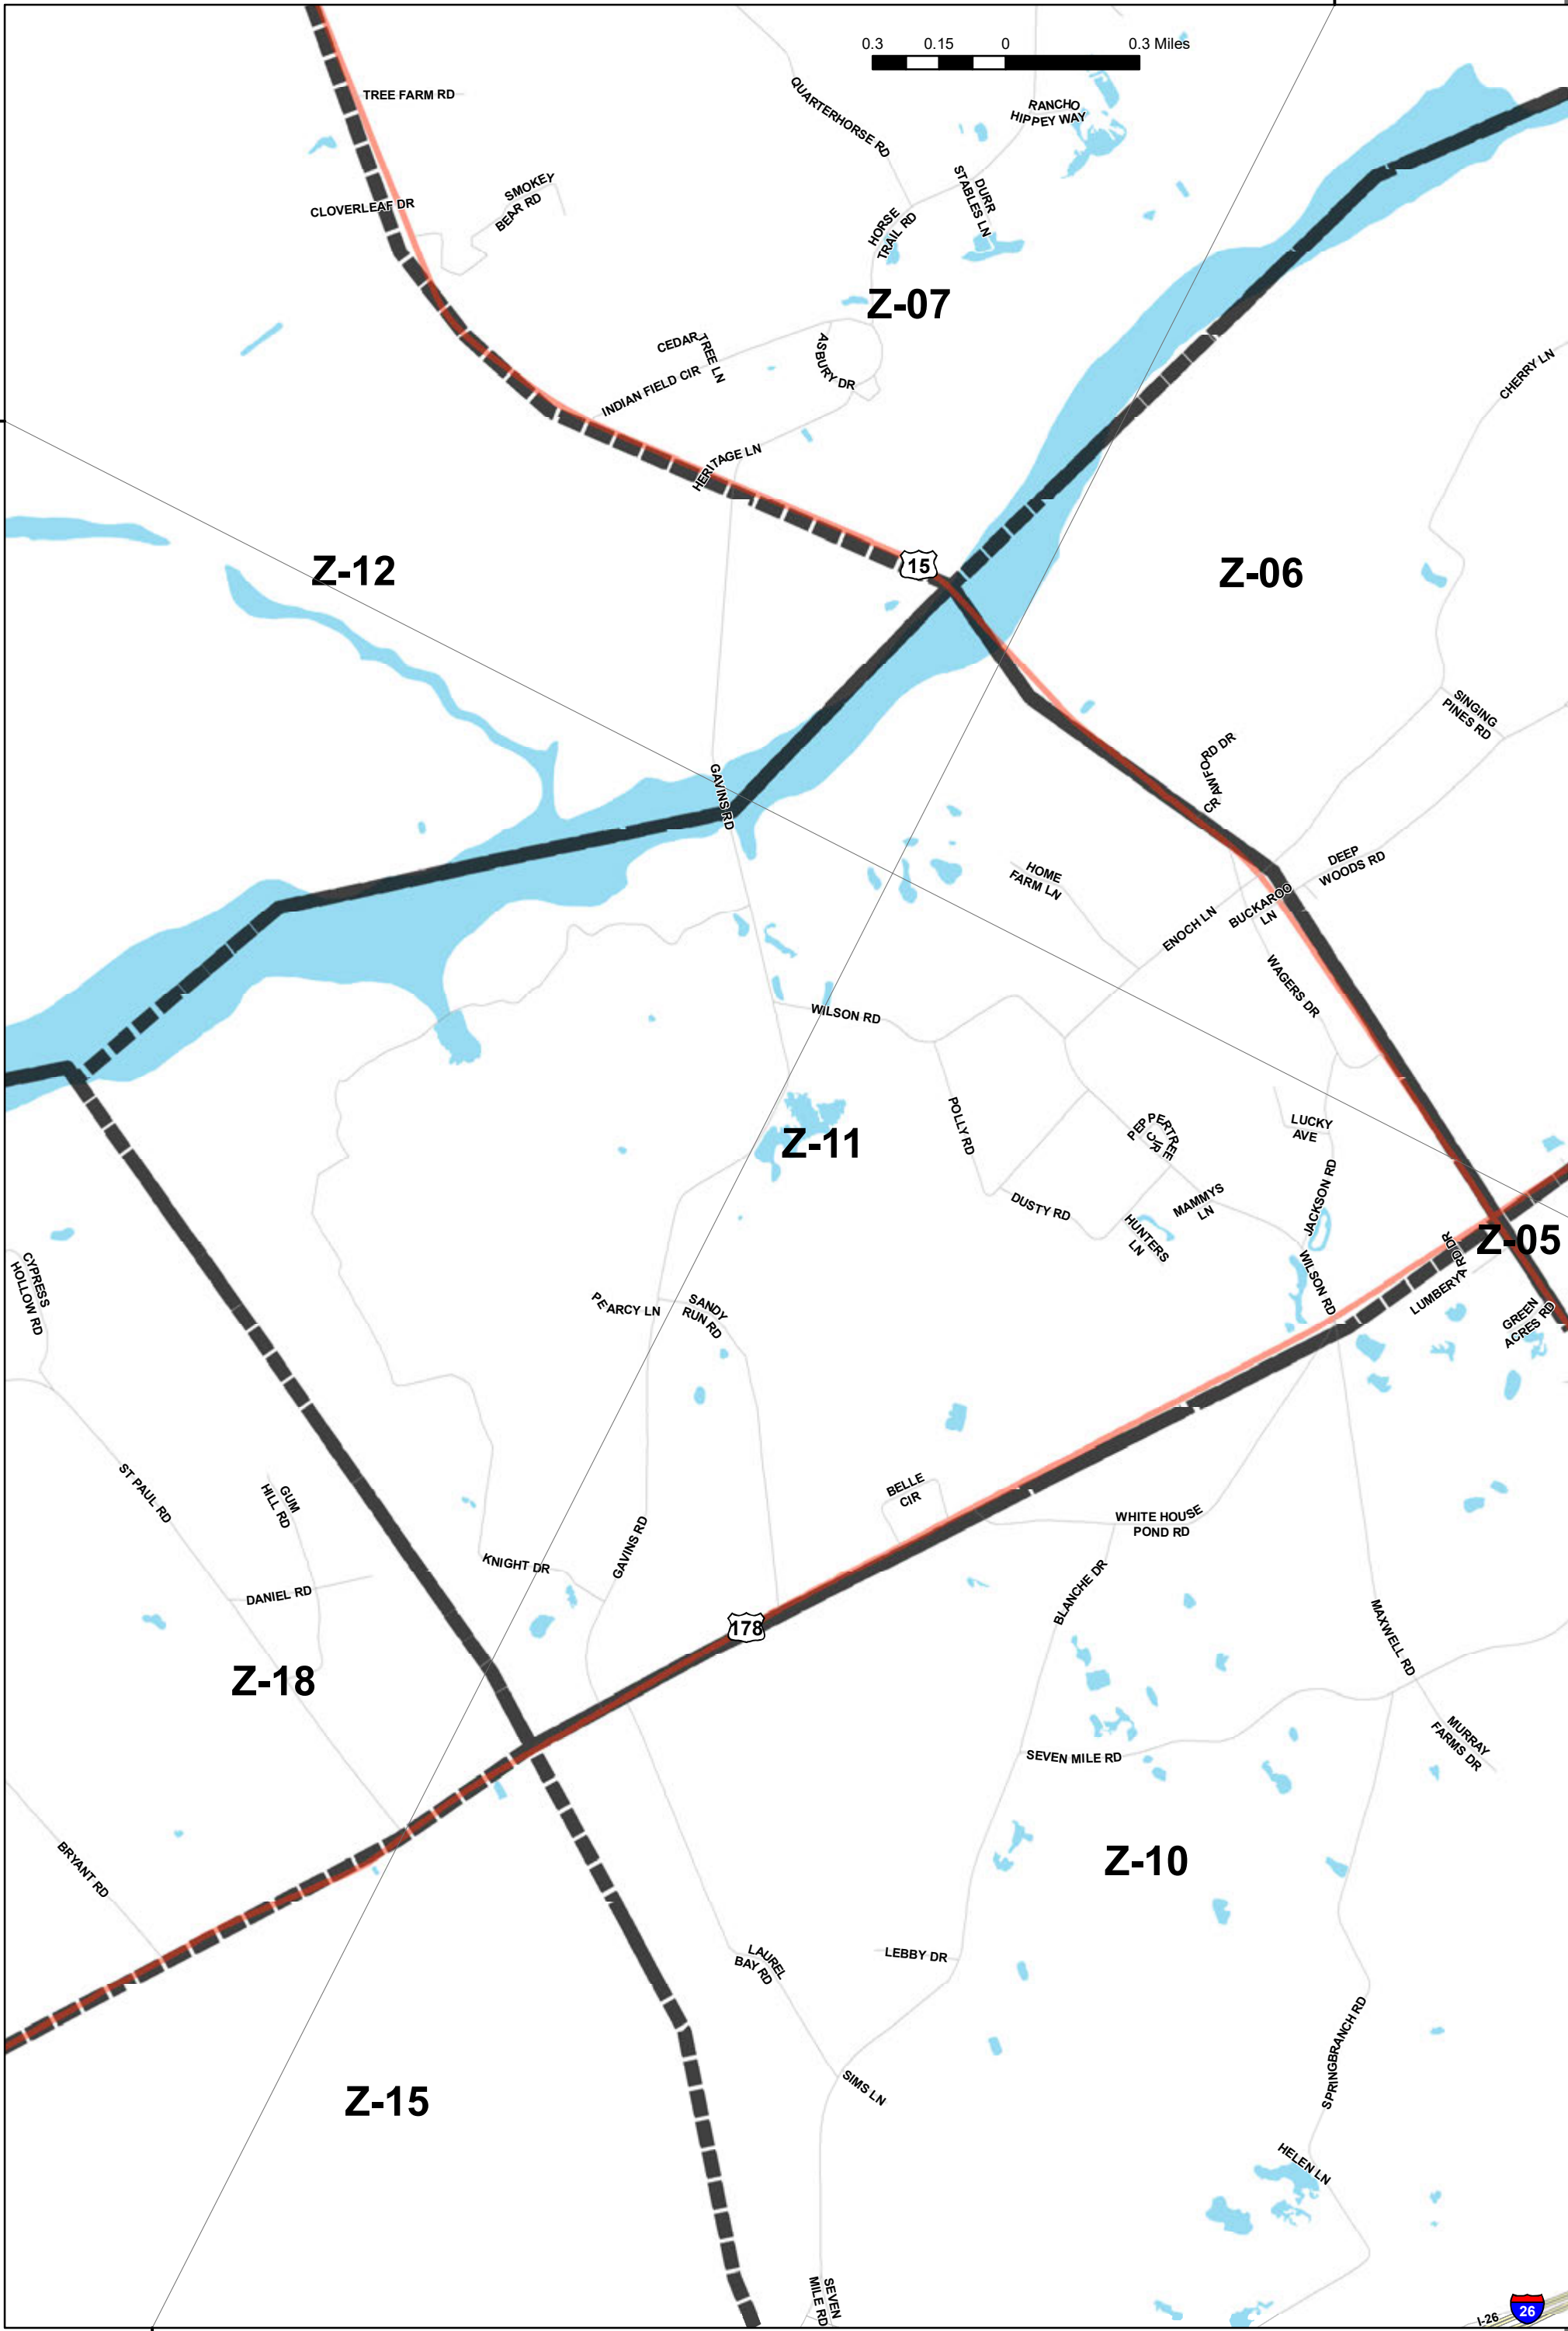 0.3 0.15 0 0.3 Miles
TREE FARM RD
QUARTERHORSE RD
RANCHO
HIPPEY WAY
SMOKEY
BEAR RD
CLOVERLEAF DR
DURR
STABLES LN
HORSE
TRAIL RD
Z-07
CEDAR
TREE LN
ASBURY DR
INDIAN FIELD CIR
CHERRY LN
HERITAGE LN
15
Z-12
Z-06
SINGING
PINES RD
CRAWFORD DR
GAVINS RD
HOME
FARM LN
DEEP
WOODS RD
BUCKAROO
LN
ENOCH LN
WAGERS DR
WILSON RD
POLLY RD
Z-11
PEPPERTREE
CIR
LUCKY
AVE
JACKSON RD
DUSTY RD
MAMMYS
LN
HUNTERS
LN
Z-05
LUMBERYARD DR
CYPRESS
HOLLOW RD
WILSON RD
PEARCY LN
SANDY
RUN RD
GREEN
ACRES RD
ST PAUL RD
GUM
HILL RD
BELLE
CIR
WHITE HOUSE
POND RD
GAVINS RD
KNIGHT DR
DANIEL RD
BLANCHE DR
178
MAXWELL RD
Z-18
MURRAY
FARMS DR
SEVEN MILE RD
BRYANT RD
Z-10
LAUREL
BAY RD
LEBBY DR
SPRINGBRANCH RD
SIMS LN
Z-15
HELEN LN
SEVEN
MILE RD
I-26
26